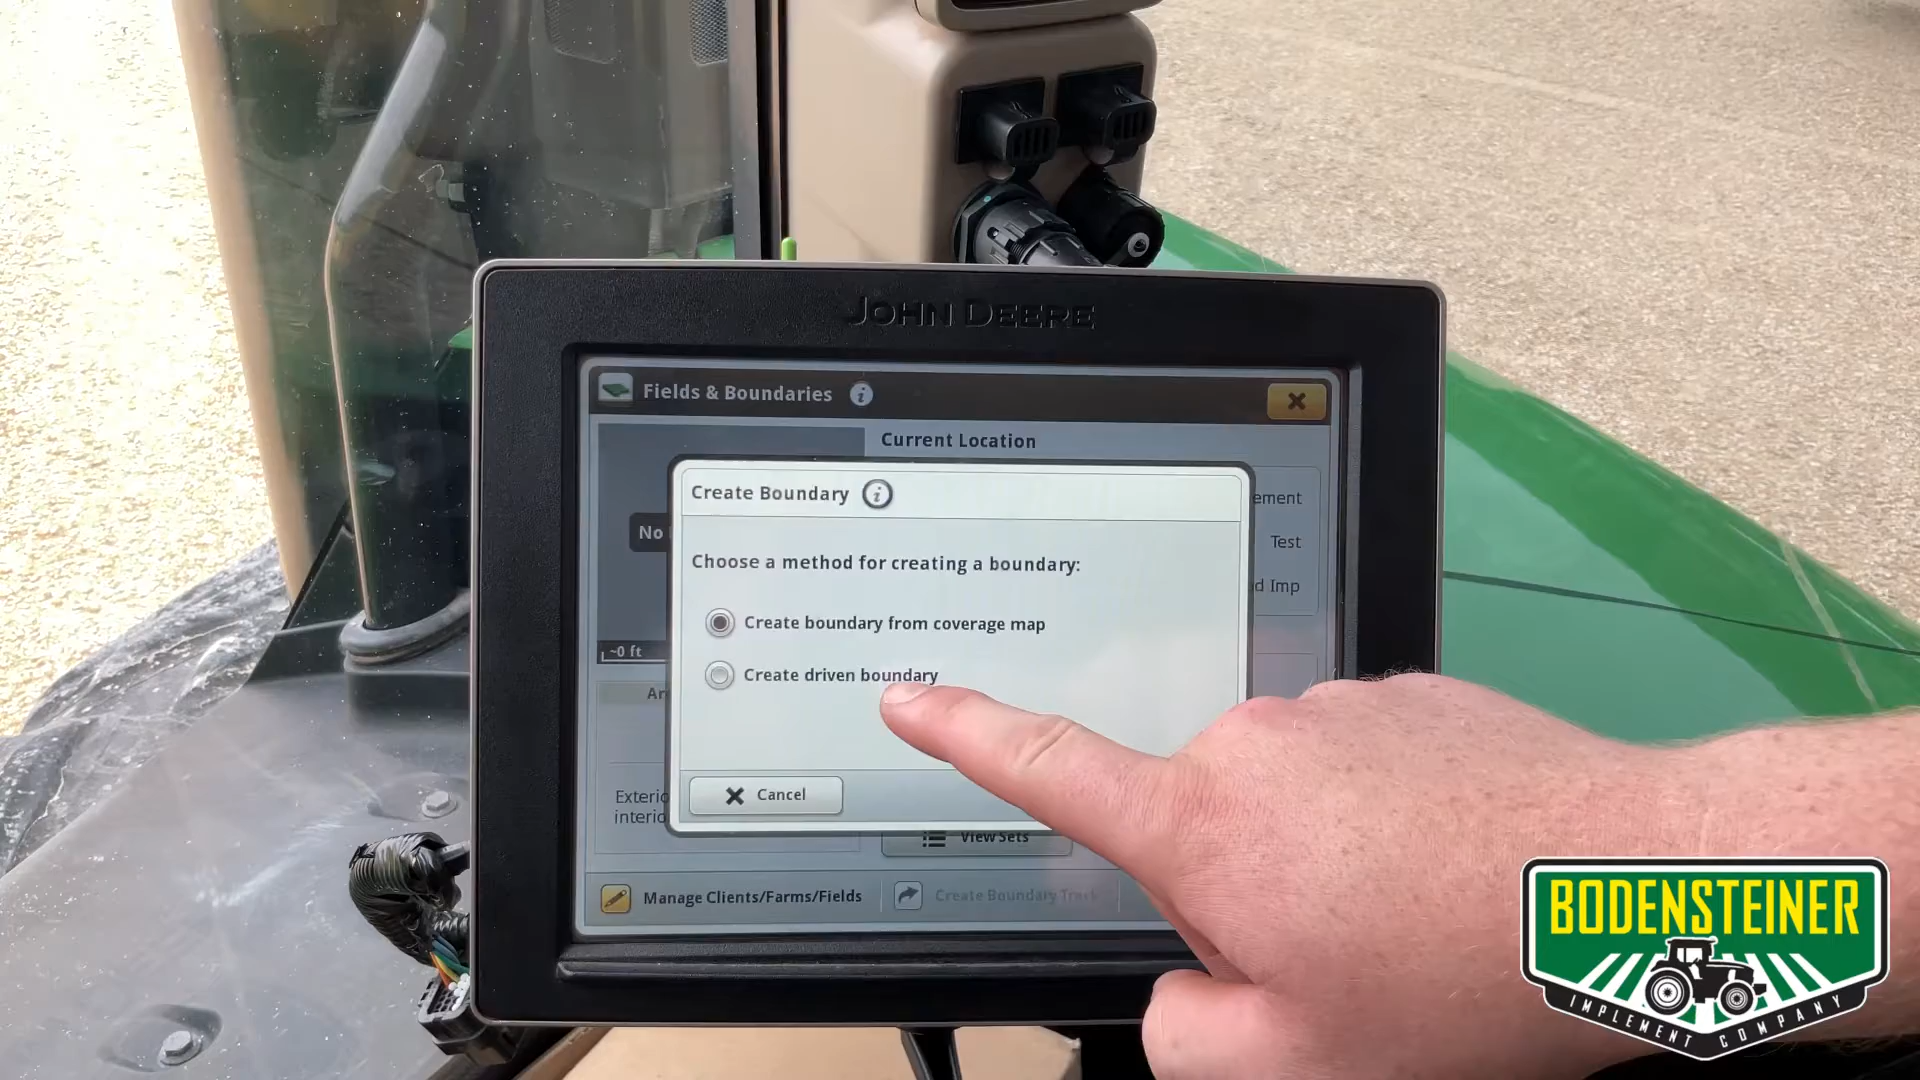 JOHN DEERE
Fields & Boundaries
Current Location
Create Boundary
ement
No
Choose a method for creating a boundary:
Test
d Imp
Create boundary from coverage map
~0 ft
Create driven boundary
Ar
Cancel
Exterio
interio
View Sets
Manage Clients/Farms/Fields
Create Boundary Track
BODENSTEINER
IMPLEMENT COMPANY